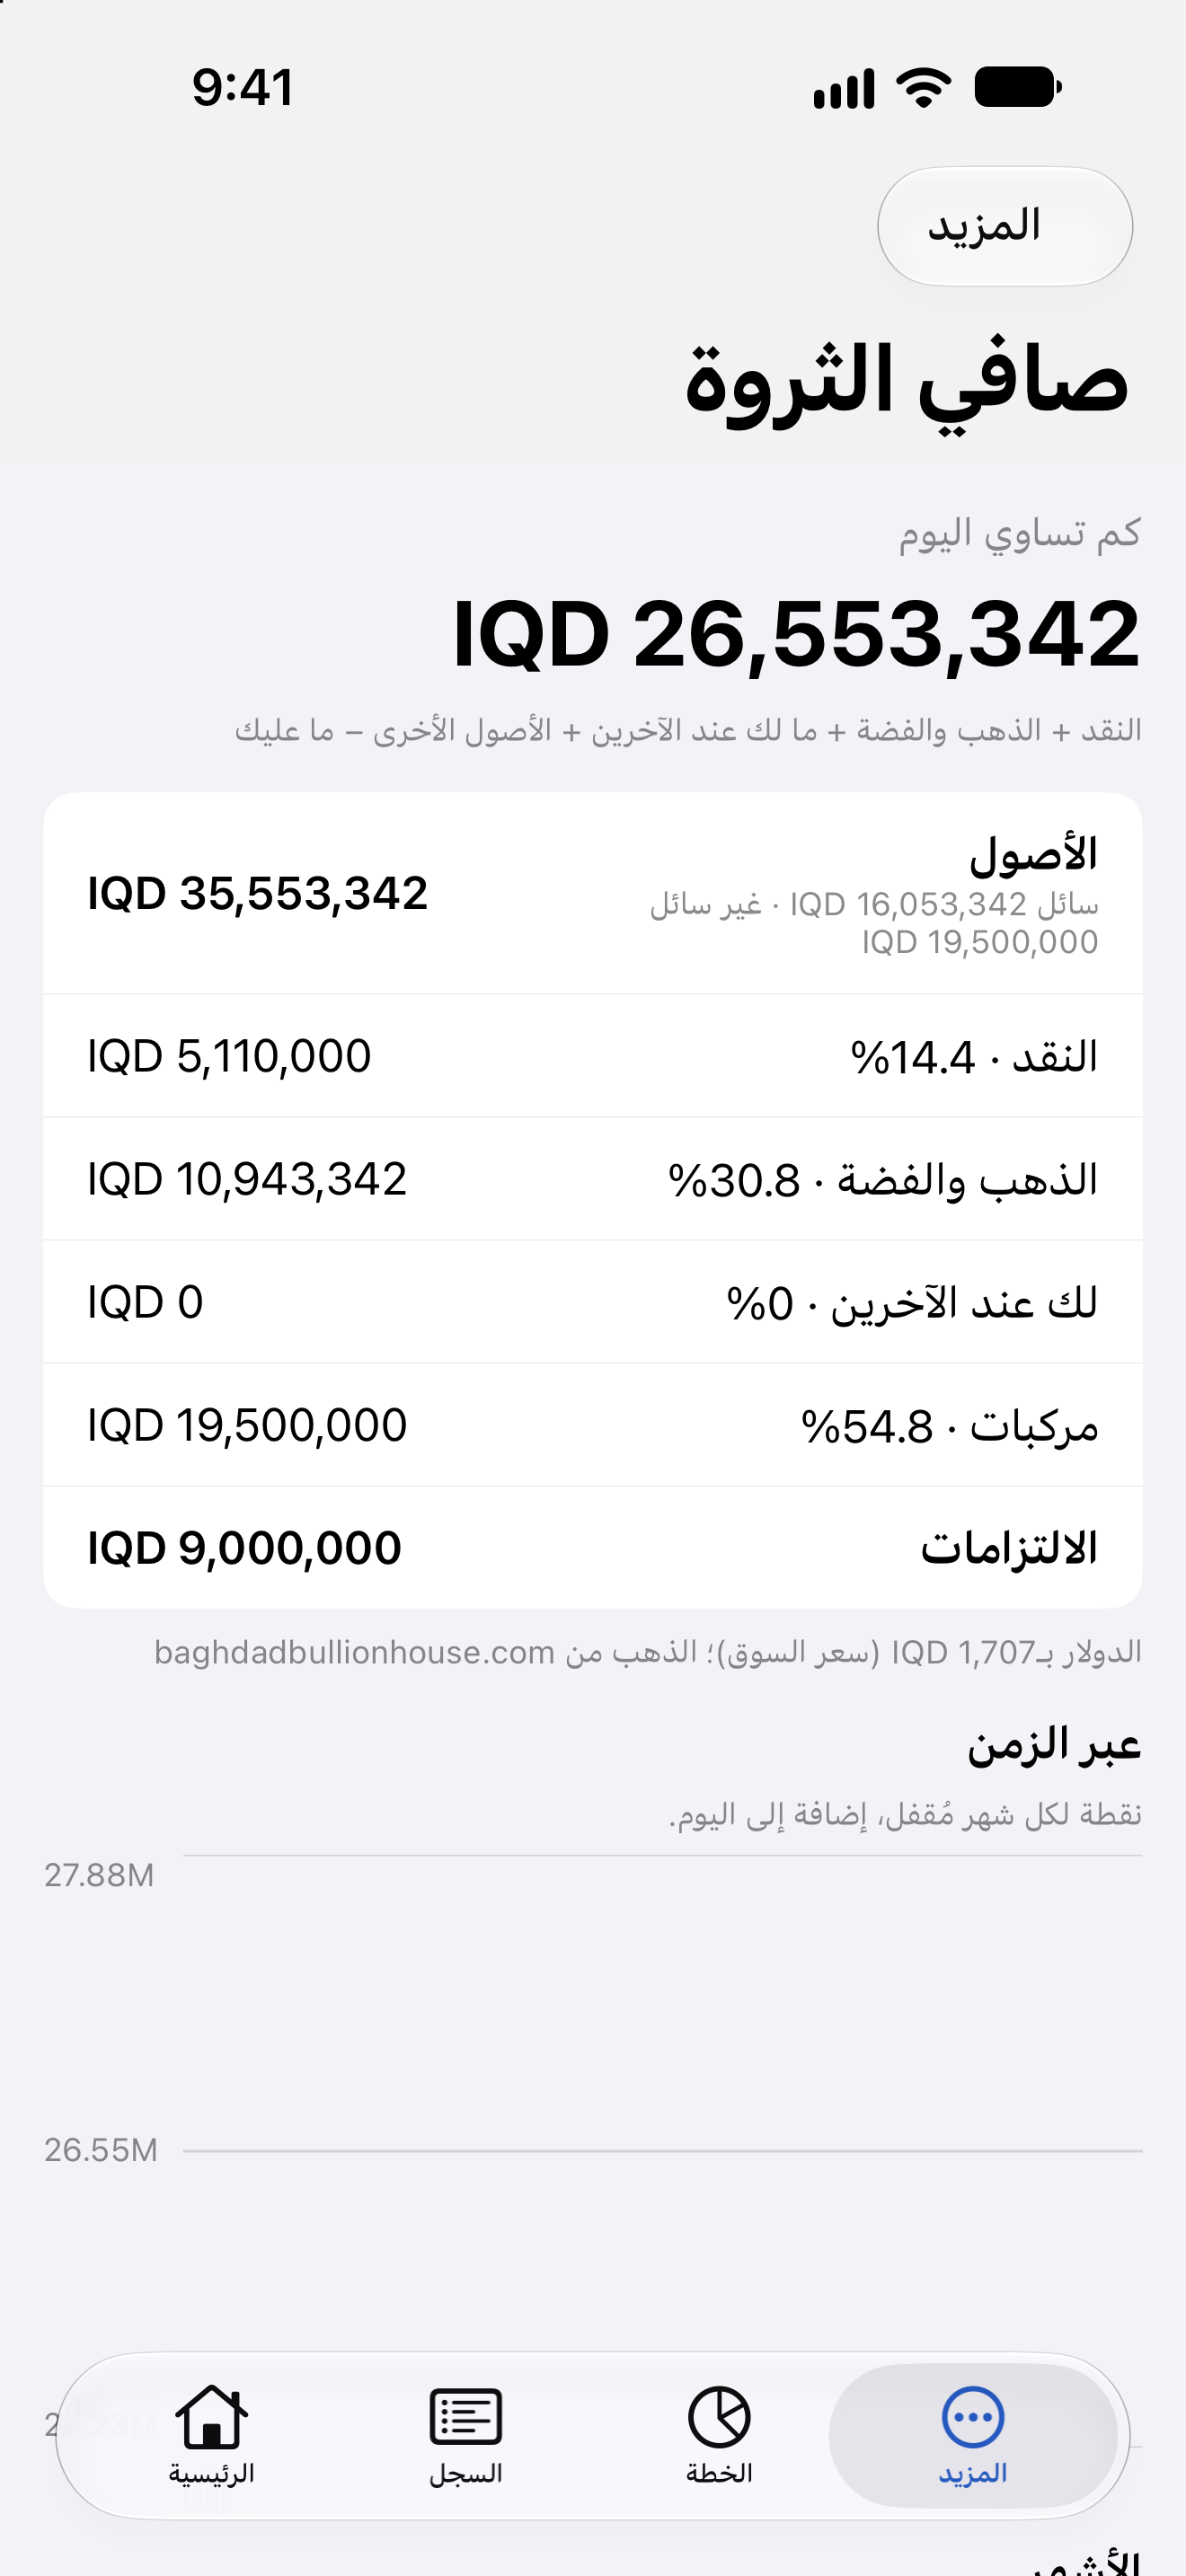 9:41
المزيد
صافي الثروة
كم تساوي اليوم
IQD 26,553,342
النقد + الذهب والفضة + ما لك عند الآخرين + الأصول الأخرى – ما عليك
الأصول
سائل IQD 16,053,342 · غير سائل
IQD 19,500,000
IQD 35,553,342
النقد · 14.4%
IQD 5,110,000
الذهب والفضة · 30.8%
IQD 10,943,342
لك عند الآخرين · 0%
IQD 0
مركبات · 54.8%
IQD 19,500,000
الالتزامات
IQD 9,000,000
الدولار بـ1,707 IQD (سعر السوق)؛ الذهب من baghdadbullionhouse.com
عبر الزمن
نقطة لكل شهر مُقفل، إضافة إلى اليوم.
27.88M
26.55M
المزيد
الخطة
السجل
الرئيسية